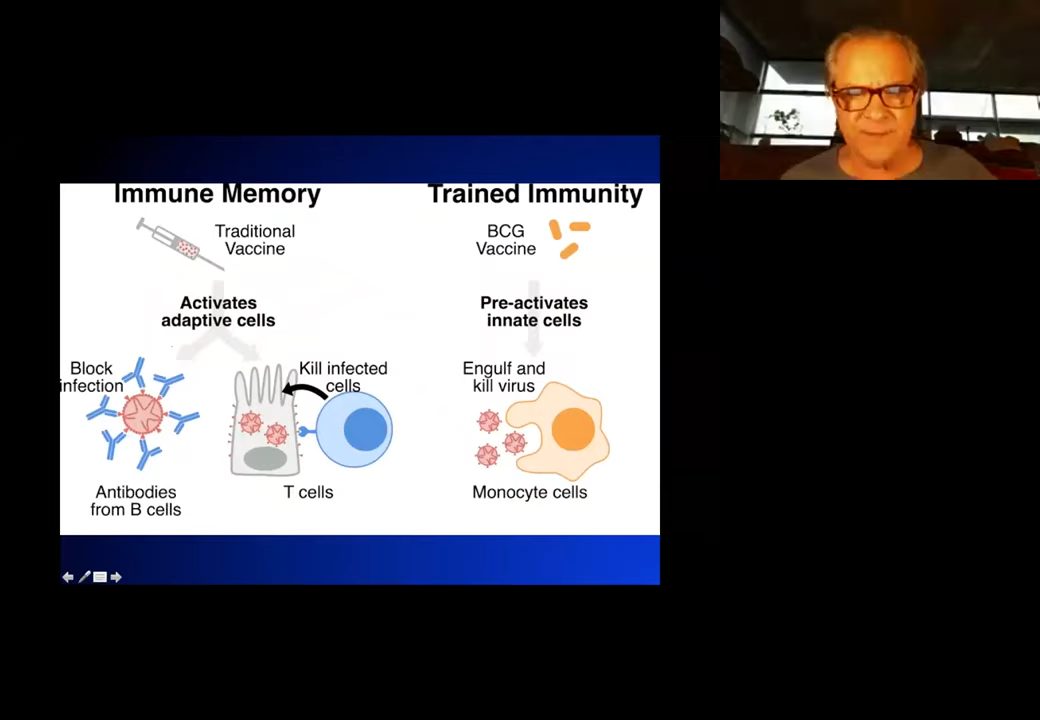 Immune Memory
Traditional
Vaccine
Activates
adaptive cells
Block
infection
Kill infected
cells
Antibodies
from B cells
T cells
Trained Immunity
BCG
Vaccine
Pre-activates
innate cells
Engulf and
kill virus
Monocyte cells